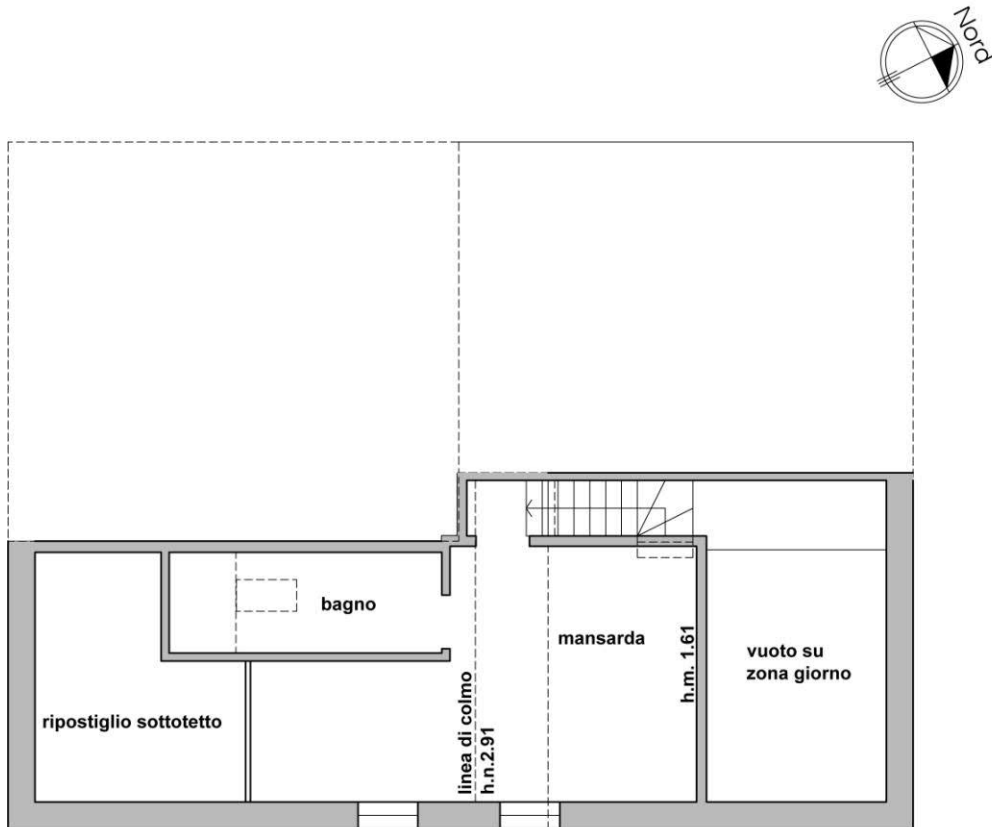 Nord
bagno
mansarda
vuoto su
zona giorno
ripostiglio sottotetto
linea di colmo
h.n.2.91
h.m. 1.61